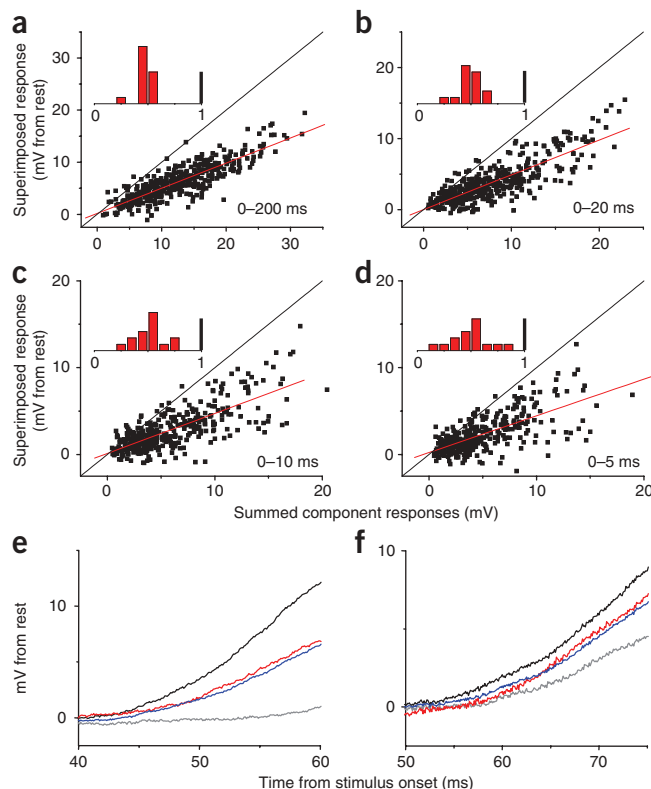 a
b
Superimposed response
(mV from rest)
30
20
10
0
0 1
0–200 ms
0 10 20 30
20
10
0
0 1
0–20 ms
0 10 20
c
d
Superimposed response
(mV from rest)
20
10
0
0 1
0–10 ms
0 10 20
20
10
0
0 1
0–5 ms
0 5 10 15 20
Summed component responses (mV)
e
f
mV from rest
10
0
40 50 60
10
0
50 60 70
Time from stimulus onset (ms)